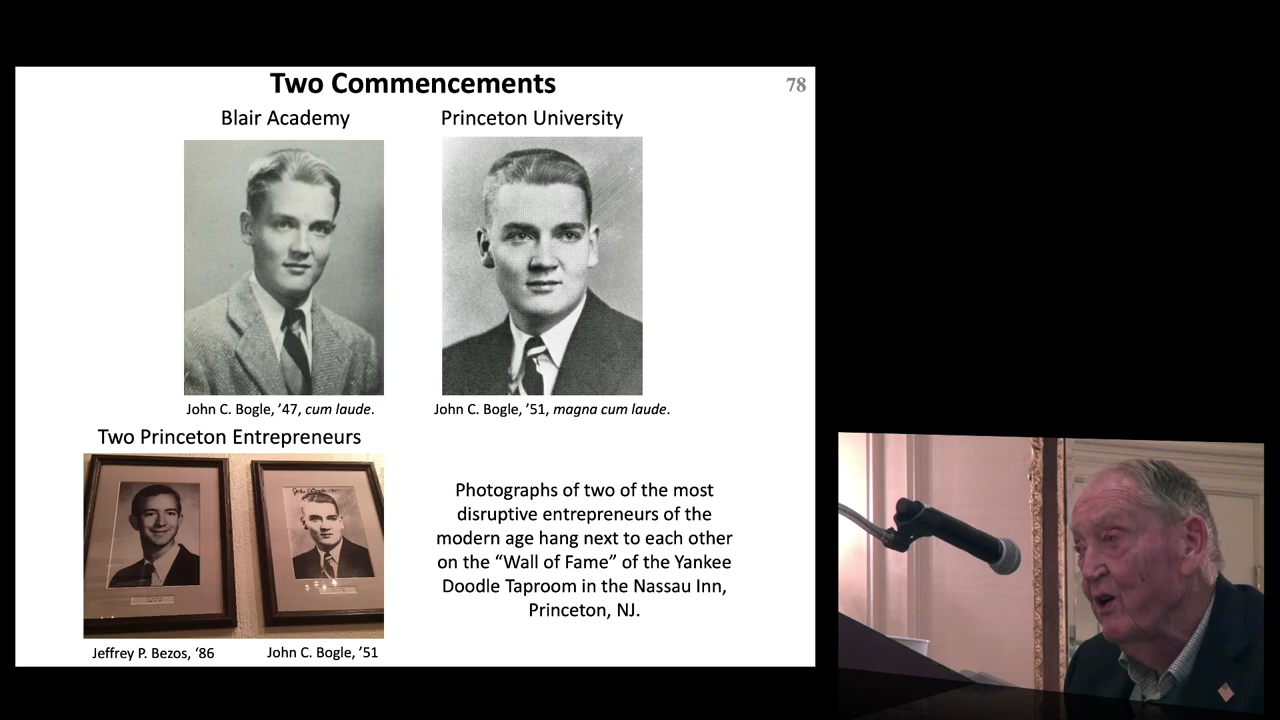 Two Commencements
78
Blair Academy
Princeton University
John C. Bogle, ’47, cum laude.
John C. Bogle, ’51, magna cum laude.
Two Princeton Entrepreneurs
Photographs of two of the most
disruptive entrepreneurs of the
modern age hang next to each other
on the “Wall of Fame” of the Yankee
Doodle Taproom in the Nassau Inn,
Princeton, NJ.
Jeffrey P. Bezos, ‘86
John C. Bogle, ’51